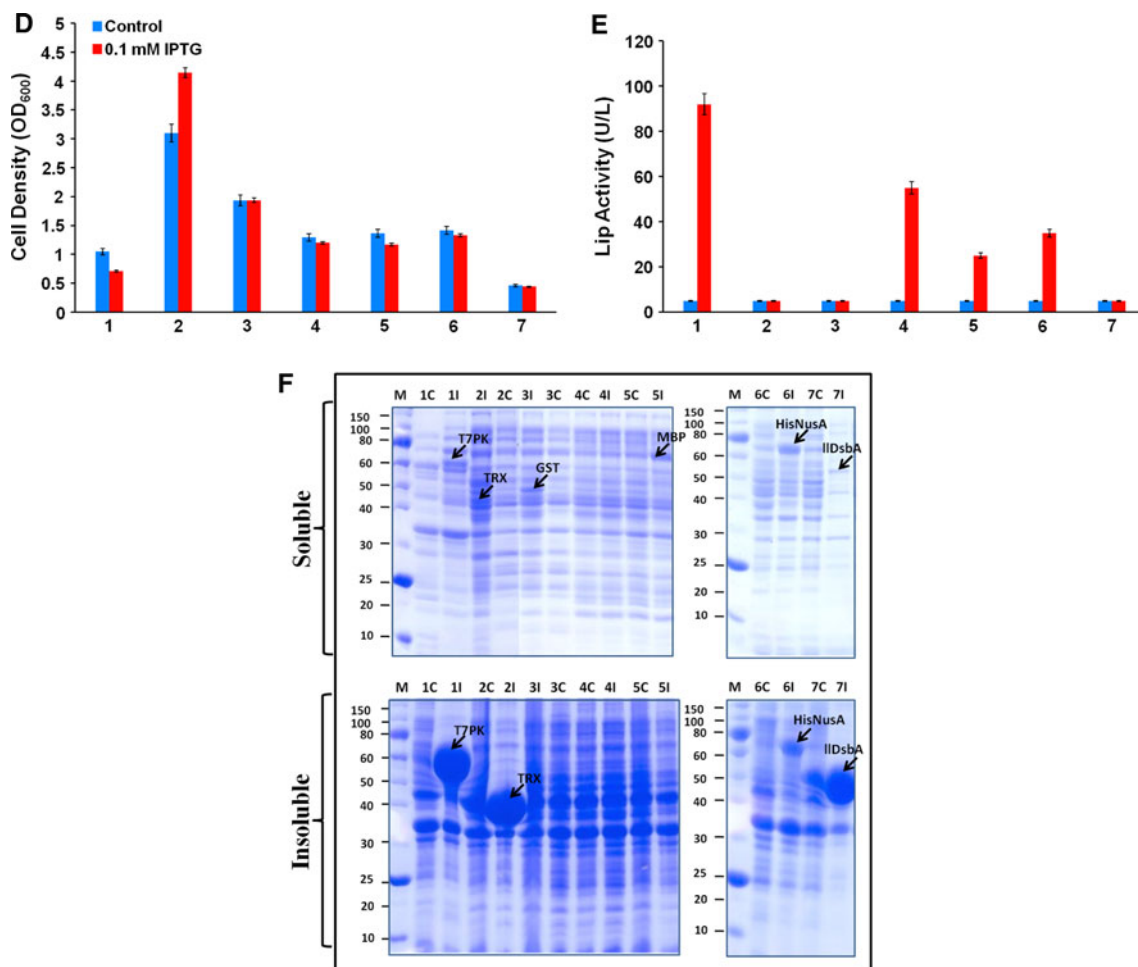 D
Control
0.1 mM IPTG
Cell Density (OD600)
5
4.5
4
3.5
3
2.5
2
1.5
1
0.5
0
1 2 3 4 5 6 7
E
Lip Activity (U/L)
120
100
80
60
40
20
0
1 2 3 4 5 6 7
F
Soluble
M 1C 1I 2I 2C 3I 3C 4C 4I 5C 5I
150
100
80
60
50
40
30
25
20
10
T7PK
TRX
GST
MBP
M 6C 6I 7C 7I
150
100
80
60
50
40
30
25
20
10
HisNusA
IIDsbA
Insoluble
M 1C 1I 2C 2I 3I 3C 4C 4I 5C 5I
150
100
80
60
50
40
30
25
20
10
T7PK
TRX
M 6C 6I 7C 7I
150
100
80
60
50
40
30
25
20
10
HisNusA
IIDsbA